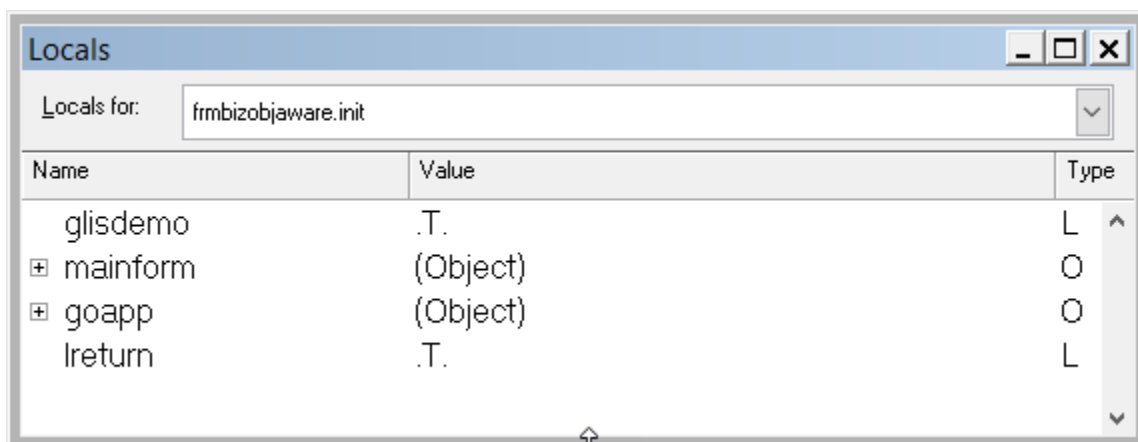 Locals
Locals for: frmbizobjaware.init
Name Value Type
glisdemo .T. L
mainform (Object) O
goapp (Object) O
lreturn .T. L